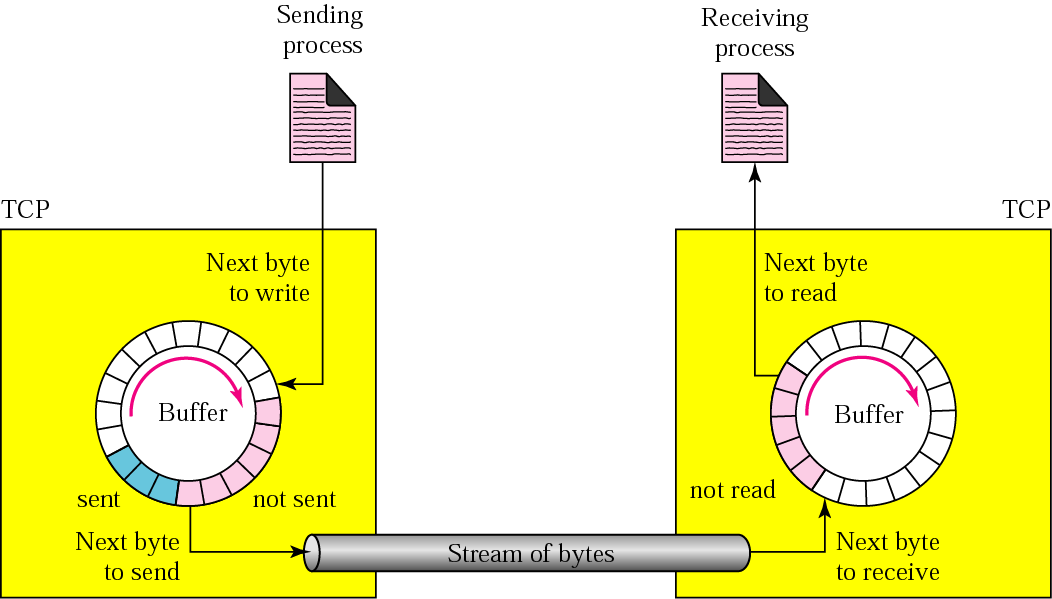 Sending
process
Receiving
process
TCP
TCP
Next byte
to write
Next byte
to read
Buffer
Buffer
sent
not sent
not read
Next byte
to send
Stream of bytes
Next byte
to receive